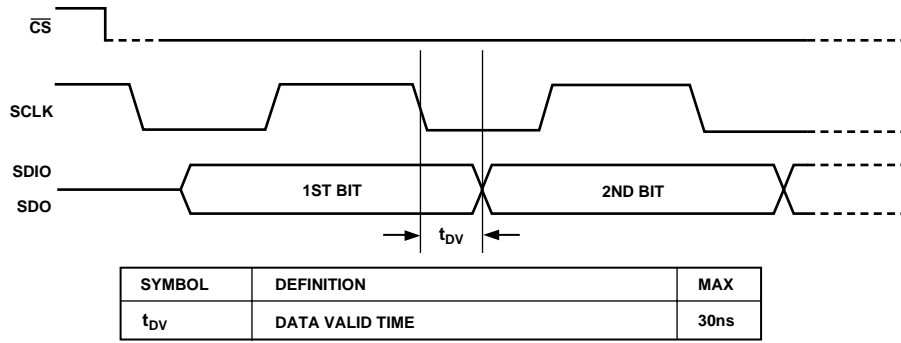 CS
SCLK
SDIO
SDO
1ST BIT
2ND BIT
tDV
SYMBOL DEFINITION MAX
tDV DATA VALID TIME 30ns